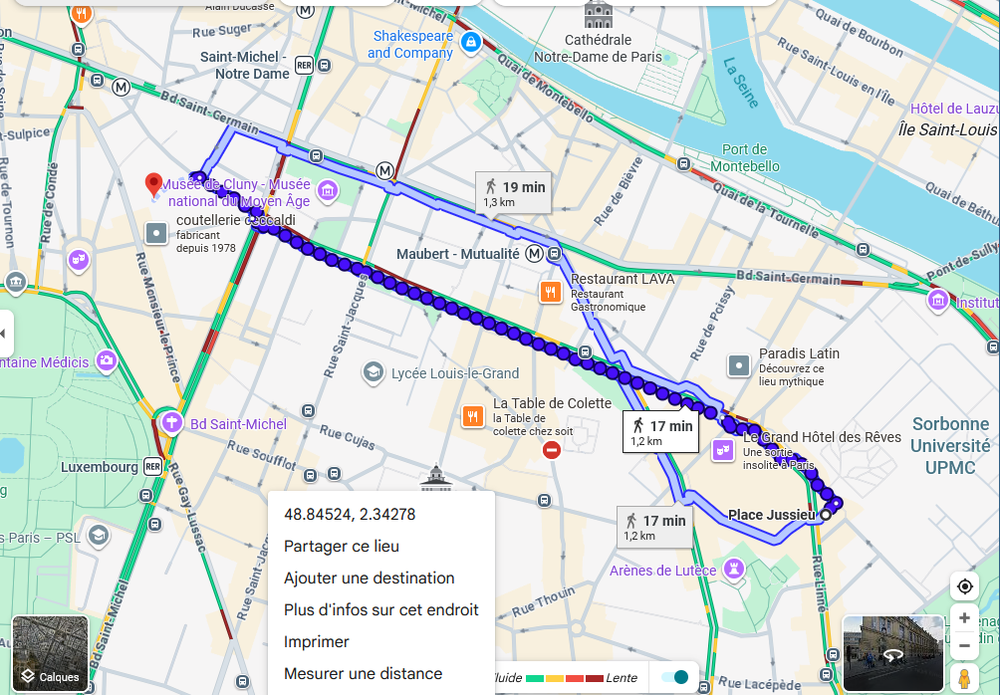 Alain Ducasse
Rue Suger
M
Quai de Bourbon
Shakespeare
and Company
Cathédrale
Notre-Dame de Paris
Rue Saint-Louis en l'Île
Saint-Michel -
Notre Dame
RER
M
Quai de Montebello
La Seine
Bd Saint-Germain
Hôtel de Lauzu
Île Saint-Louis
-Sulpice
Port de
Montebello
Rue de Tournon
Rue de Condé
M
Musée de Cluny - Musée
national du Moyen Âge
19 min
1,3 km
Rue de Bièvre
Quai de la Tournelle
Quai de Béthu
coutellerie ceccaldi
fabricant
depuis 1978
Maubert - Mutualité
M
Pont-de-Sully
Bd Saint-Germain
Restaurant LAVA
Restaurant
Gastronomique
Institut
Rue Monsieur-le-Prince
Rue Saint-Jacques
Rue de Poissy
ntaine Médicis
Lycée Louis-le-Grand
Paradis Latin
Découvrez ce
lieu mythique
La Table de Colette
la Table de
colette chez soit
17 min
1,2 km
Bd Saint-Michel
Rue Cujas
Le Grand Hôtel des Rêves
Une sortie
insolite à Paris
Sorbonne
Université
UPMC
Rue Soufflot
Luxembourg
RER
Rue Gay-Lussac
48.84524, 2.34278
17 min
1,2 km
Place Jussieu
s Paris – PSL
Partager ce lieu
Ajouter une destination
Arènes de Lutèce
Rue Linné
Plus d'infos sur cet endroit
Rue Thouin
Rue Saint-Jacques
Bd Saint-Michel
Imprimer
Mesurer une distance
Calques
luide
Lente
Rue Lacépède